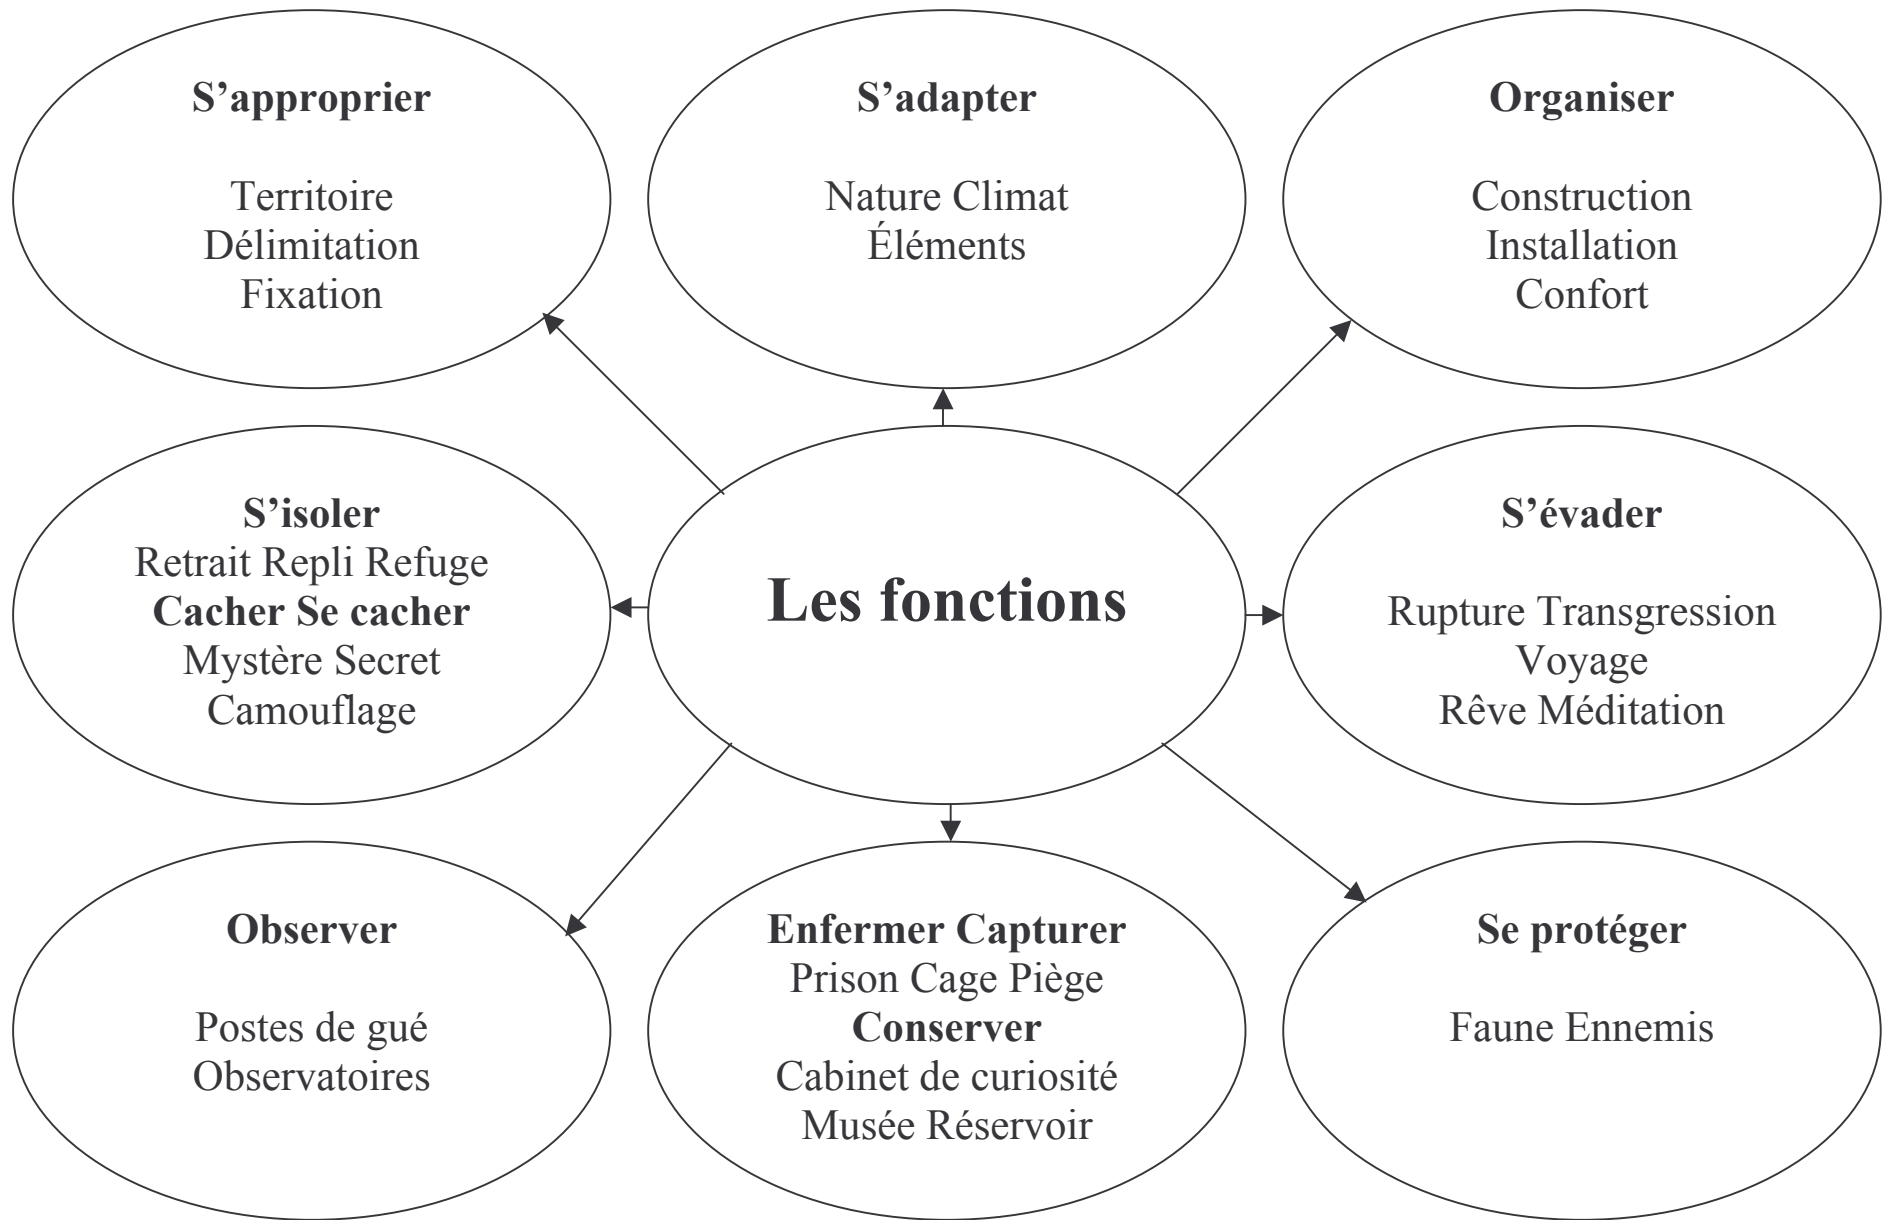 S’approprier
Territoire
Délimitation
Fixation
S’adapter
Nature Climat
Éléments
Organiser
Construction
Installation
Confort
S’isoler
Retrait Repli Refuge
Cacher Se cacher
Mystère Secret
Camouflage
Les fonctions
S’évader
Rupture Transgression
Voyage
Rêve Méditation
Observer
Postes de gué
Observatoires
Enfermer Capturer
Prison Cage Piège
Conserver
Cabinet de curiosité
Musée Réservoir
Se protéger
Faune Ennemis